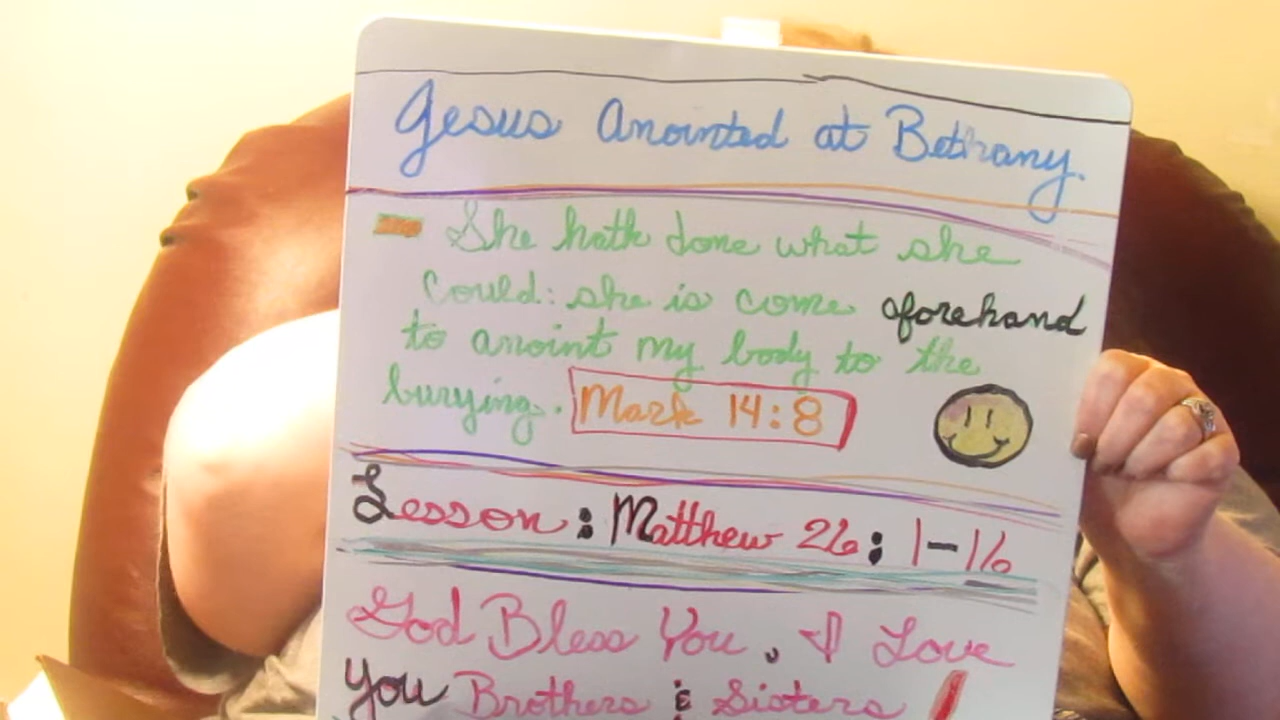 Jesus Anointed at Bethany.
- She hath done what she
could: she is come aforehand
to anoint my body to the
burying. Mark 14:8
Lesson: Matthew 26: 1-16
God Bless You, I Love
you Brothers & Sisters!